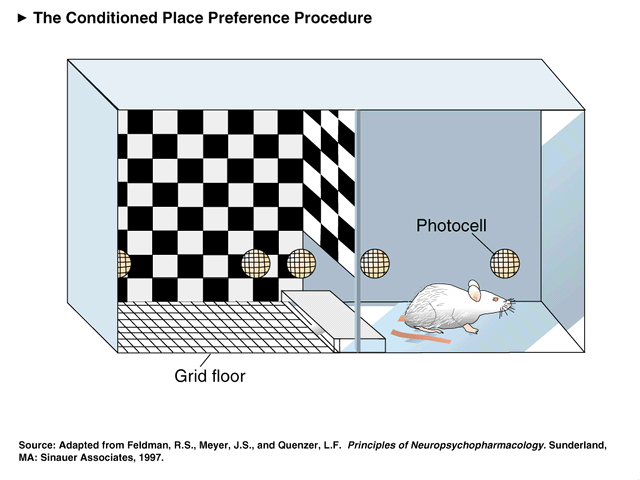 ► The Conditioned Place Preference Procedure
Photocell
Grid floor
Source: Adapted from Feldman, R.S., Meyer, J.S., and Quenzer, L.F. Principles of Neuropsychopharmacology. Sunderland,
MA: Sinauer Associates, 1997.